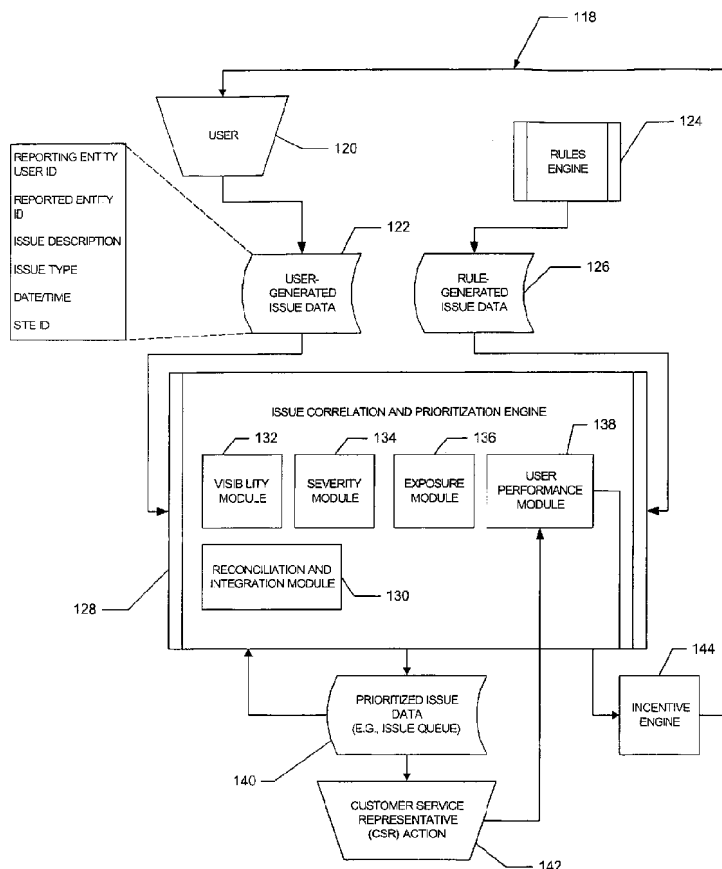 118
USER
120
RULES
ENGINE
124
REPORTING ENTITY
USER ID
REPORTED ENTITY
ID
ISSUE DESCRIPTION
ISSUE TYPE
DATE/TIME
STE ID
122
USER-
GENERATED
ISSUE DATA
RULE-
GENERATED
ISSUE DATA
126
ISSUE CORRELATION AND PRIORITIZATION ENGINE
132
134
136
138
VISIBILITY
MODULE
SEVERITY
MODULE
EXPOSURE
MODULE
USER
PERFORMANCE
MODULE
RECONCILIATION AND
INTEGRATION MODULE
130
128
144
PRIORITIZED ISSUE
DATA
(E.G., ISSUE QUEUE)
INCENTIVE
ENGINE
140
CUSTOMER SERVICE
REPRESENTATIVE
(CSR) ACTION
142